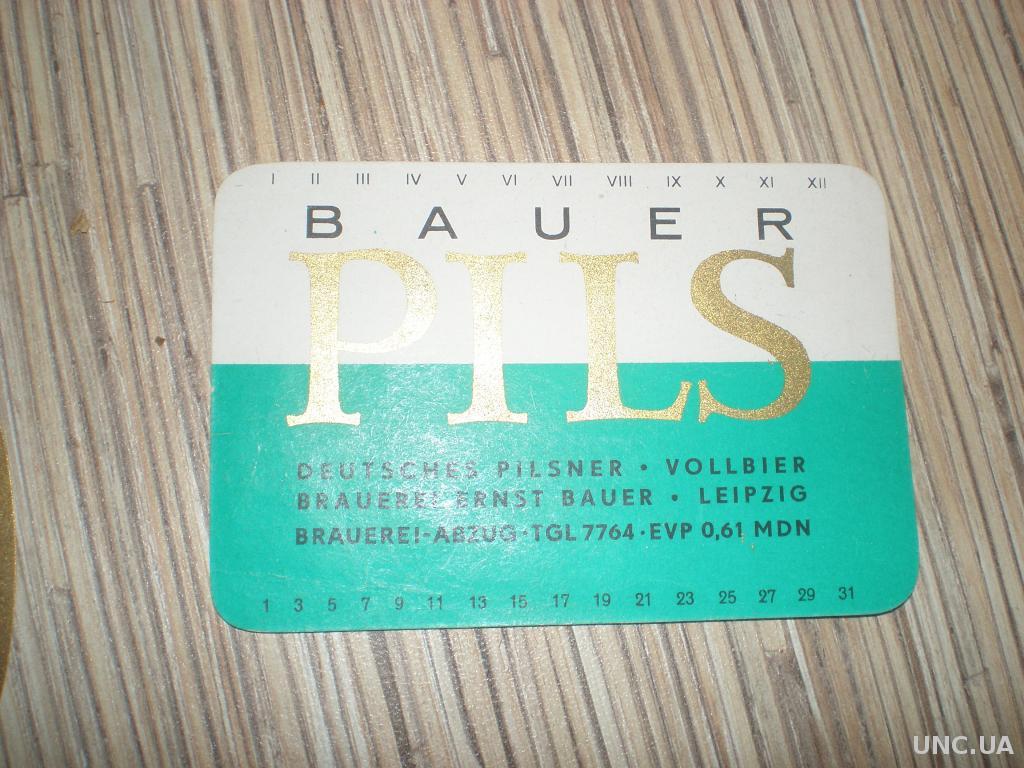 I II III IV V VI VII VIII IX X XI XII
BAUER
PILS
DEUTSCHES PILSNER • VOLLBIER
BRAUEREI ERNST BAUER • LEIPZIG
BRAUEREI-ABZUG · TGL 7764 · EVP 0,61 MDN
1 3 5 7 9 11 13 15 17 19 21 23 25 27 29 31
UNC.UA